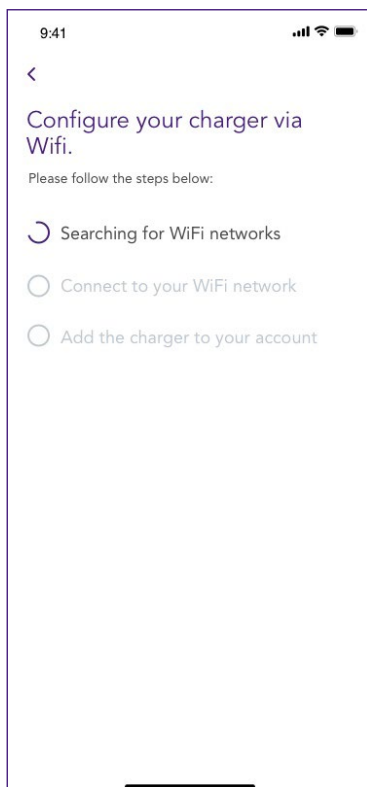 9:41
Configure your charger via
Wifi.
Please follow the steps below:
Searching for WiFi networks
Connect to your WiFi network
Add the charger to your account